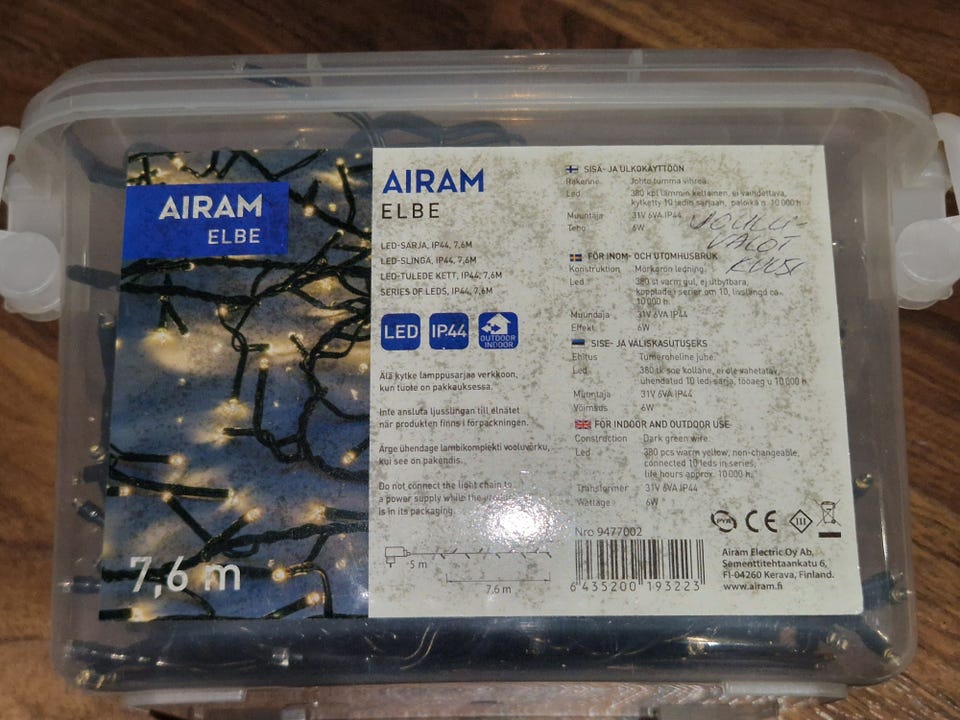 AIRAM
ELBE
7,6 m
AIRAM
ELBE
LED-SARJA, IP44, 7,6M
LED-SLINGA, IP44, 7,6M
LED-TULEDE KETT, IP44, 7,6M
SERIES OF LEDS, IP44, 7,6M
LED
IP44
OUTDOOR
INDOOR
Älä kytke lamppusarjaa verkkoon,
kun tuote on pakkauksessa.
Inte ansluta ljusslingan till elnätet
när produkten finns i förpackningen.
Ärge ühendage lambikomplekti vooluvõrku,
kui see on pakendis.
Do not connect the light chain to
a power supply while the
is in its packaging.
5 m
7,6 m
SISÄ- JA ULKOKÄYTTÖÖN
Rakenne Johto tumma vihreä
Led 380 kpl lämmin keltainen, ei vaihdettava,
kytketty 10 ledin sarjaan, paloikä n. 10 000 h
Muuntaja 31V 6VA IP44
Teho 6W
JOULU-
VALOT
KUUSI
FÖR INOM- OCH UTOMHUSBRUK
Konstruktion Mörkgrön ledning
Led 380 st varm gul, ej utbytbara,
kopplade i serier om 10, livslängd ca
10 000 h
Muundaja 31V 6VA IP44
Effekt 6W
SISE- JA VÄLISKASUTUSEKS
Ehitus Tumeroheline juhe
Led 380 tk soe kollane, ei ole vahetatav,
ühendatud 10 ledi sarja, tööaeg u 10 000 h
Muuntaja 31V 6VA IP44
Võimsus 6W
FOR INDOOR AND OUTDOOR USE
Construction Dark green wire
Led 380 pcs warm yellow, non-changeable,
connected 10 leds in series,
life hours approx. 10 000 h
Transformer 31V 6VA IP44
Wattage 6W
Nro 9477002
6 435200 193223
CE
Airam Electric Oy Ab,
Sementtitehtaankatu 6,
FI-04260 Kerava, Finland.
www.airam.fi